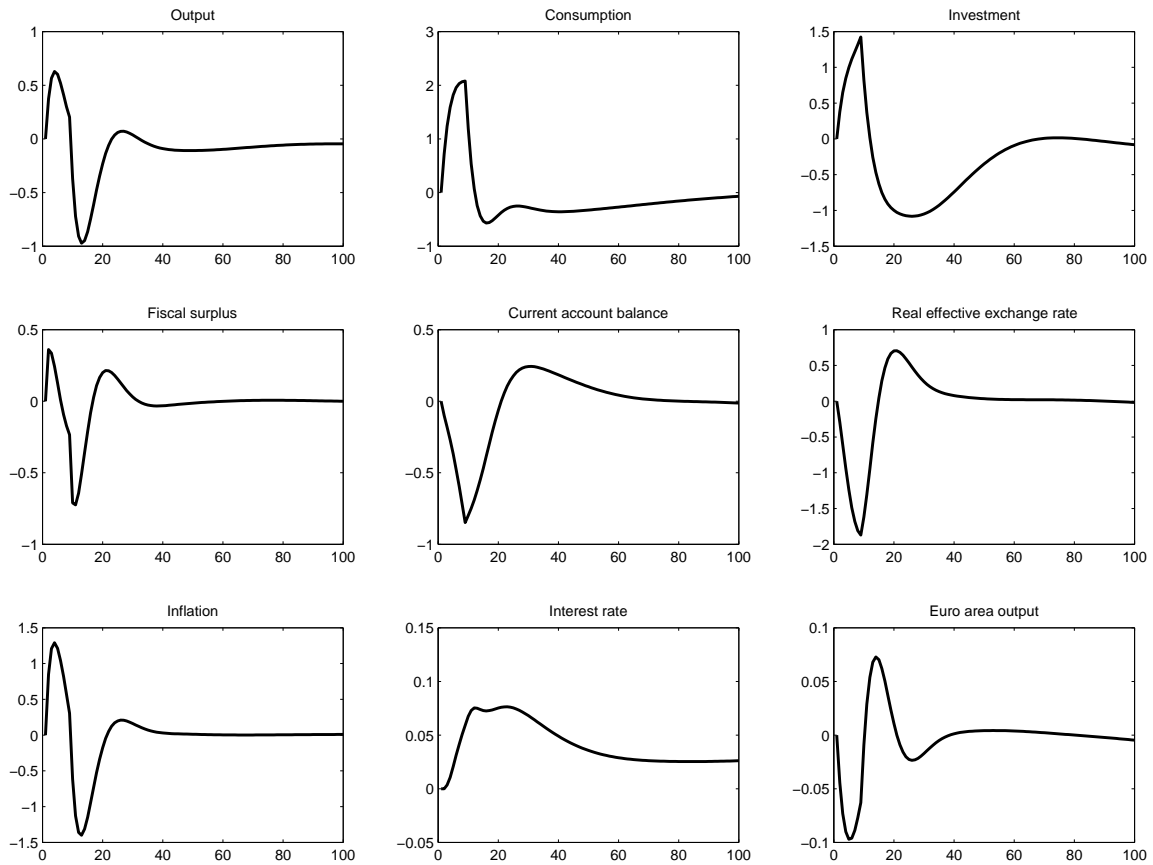 Output
Consumption
Investment
1
0.5
0
−0.5
−1
0 20 40 60 80 100
3
2
1
0
−1
0 20 40 60 80 100
1.5
1
0.5
0
−0.5
−1
−1.5
0 20 40 60 80 100
Fiscal surplus
Current account balance
Real effective exchange rate
0.5
0
−0.5
−1
0 20 40 60 80 100
0.5
0
−0.5
−1
0 20 40 60 80 100
1
0.5
0
−0.5
−1
−1.5
−2
0 20 40 60 80 100
Inflation
Interest rate
Euro area output
1.5
1
0.5
0
−0.5
−1
−1.5
0 20 40 60 80 100
0.15
0.1
0.05
0
−0.05
0 20 40 60 80 100
0.1
0.05
0
−0.05
−0.1
0 20 40 60 80 100